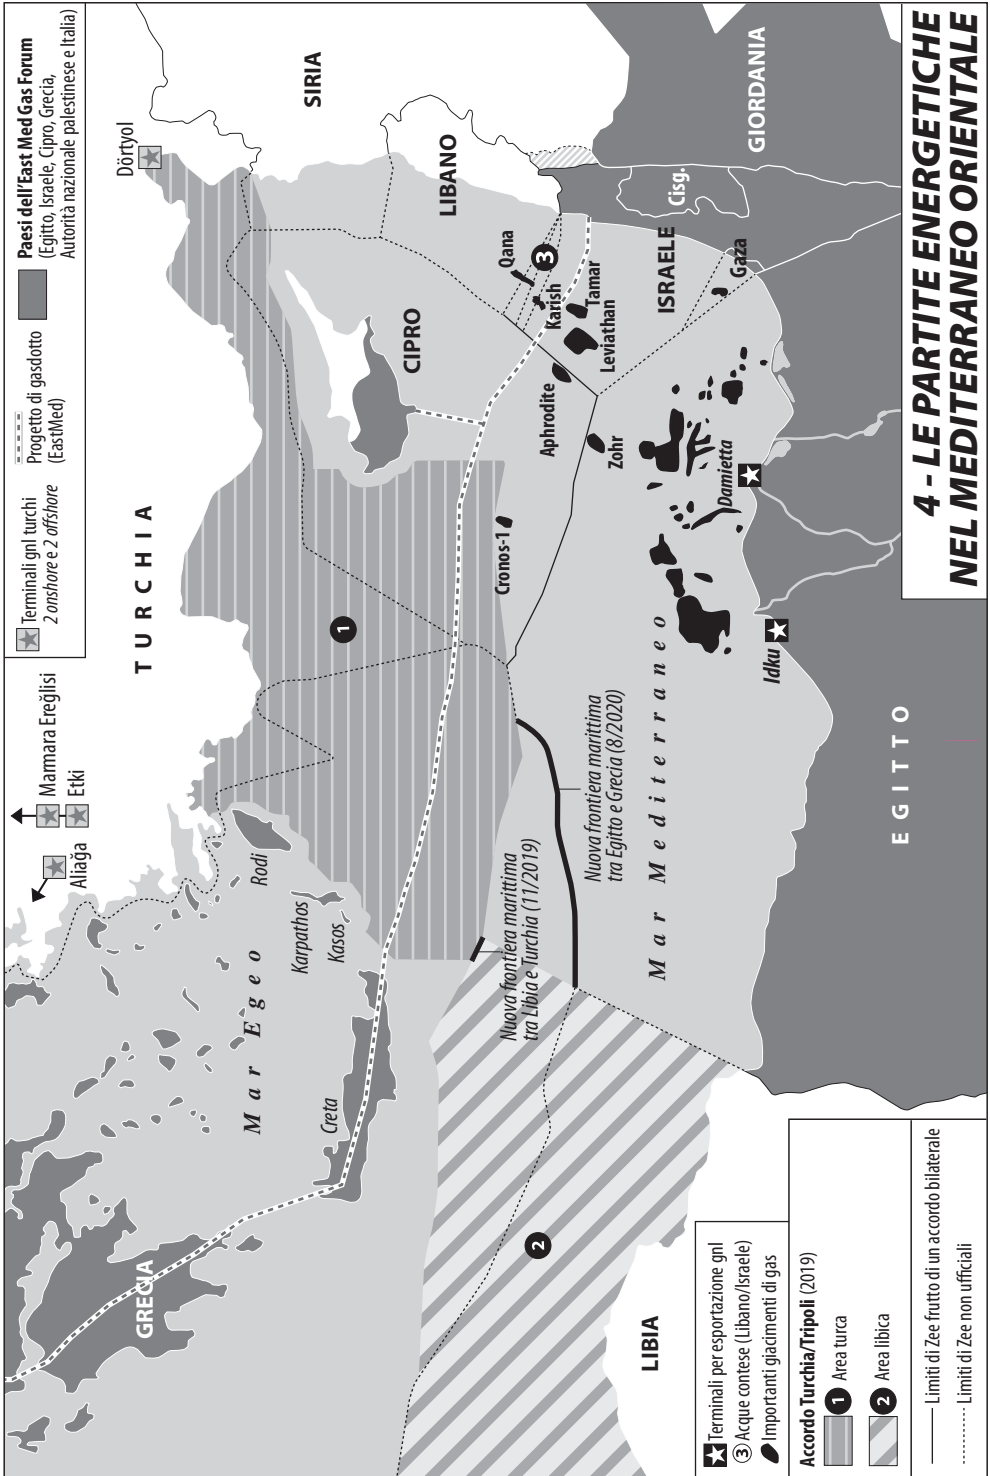 4 - LE PARTITE ENERGETICHE
NEL MEDITERRANEO ORIENTALE
Marmara Ereğlisi
Etki
Aliağa
Terminali gnl turchi
2 onshore e 2 offshore
Progetto di gasdotto
(EastMed)
Paesi dell'East Med Gas Forum
(Egitto, Israele, Cipro, Grecia,
Autorità nazionale palestinese e Italia)
Dörtyol
TURCHIA
SIRIA
1
CIPRO
LIBANO
Qana
3
Karish
Tamar
Leviathan
Aphrodite
Zohr
Cronos-1
ISRAELE
Cisg.
Gaza
GIORDANIA
Damietta
Idku
EGITTO
Mar Mediterraneo
Nuova frontiera marittima
tra Egitto e Grecia (8/2020)
Nuova frontiera marittima
tra Libia e Turchia (11/2019)
Rodi
Karpathos
Kasos
Mar Egeo
Creta
GRECIA
2
LIBIA
Terminali per esportazione gnl
3 Acque contese (Libano/Israele)
Importanti giacimenti di gas
Accordo Turchia/Tripoli (2019)
1 Area turca
2 Area libica
Limiti di Zee frutto di un accordo bilaterale
Limiti di Zee non ufficiali